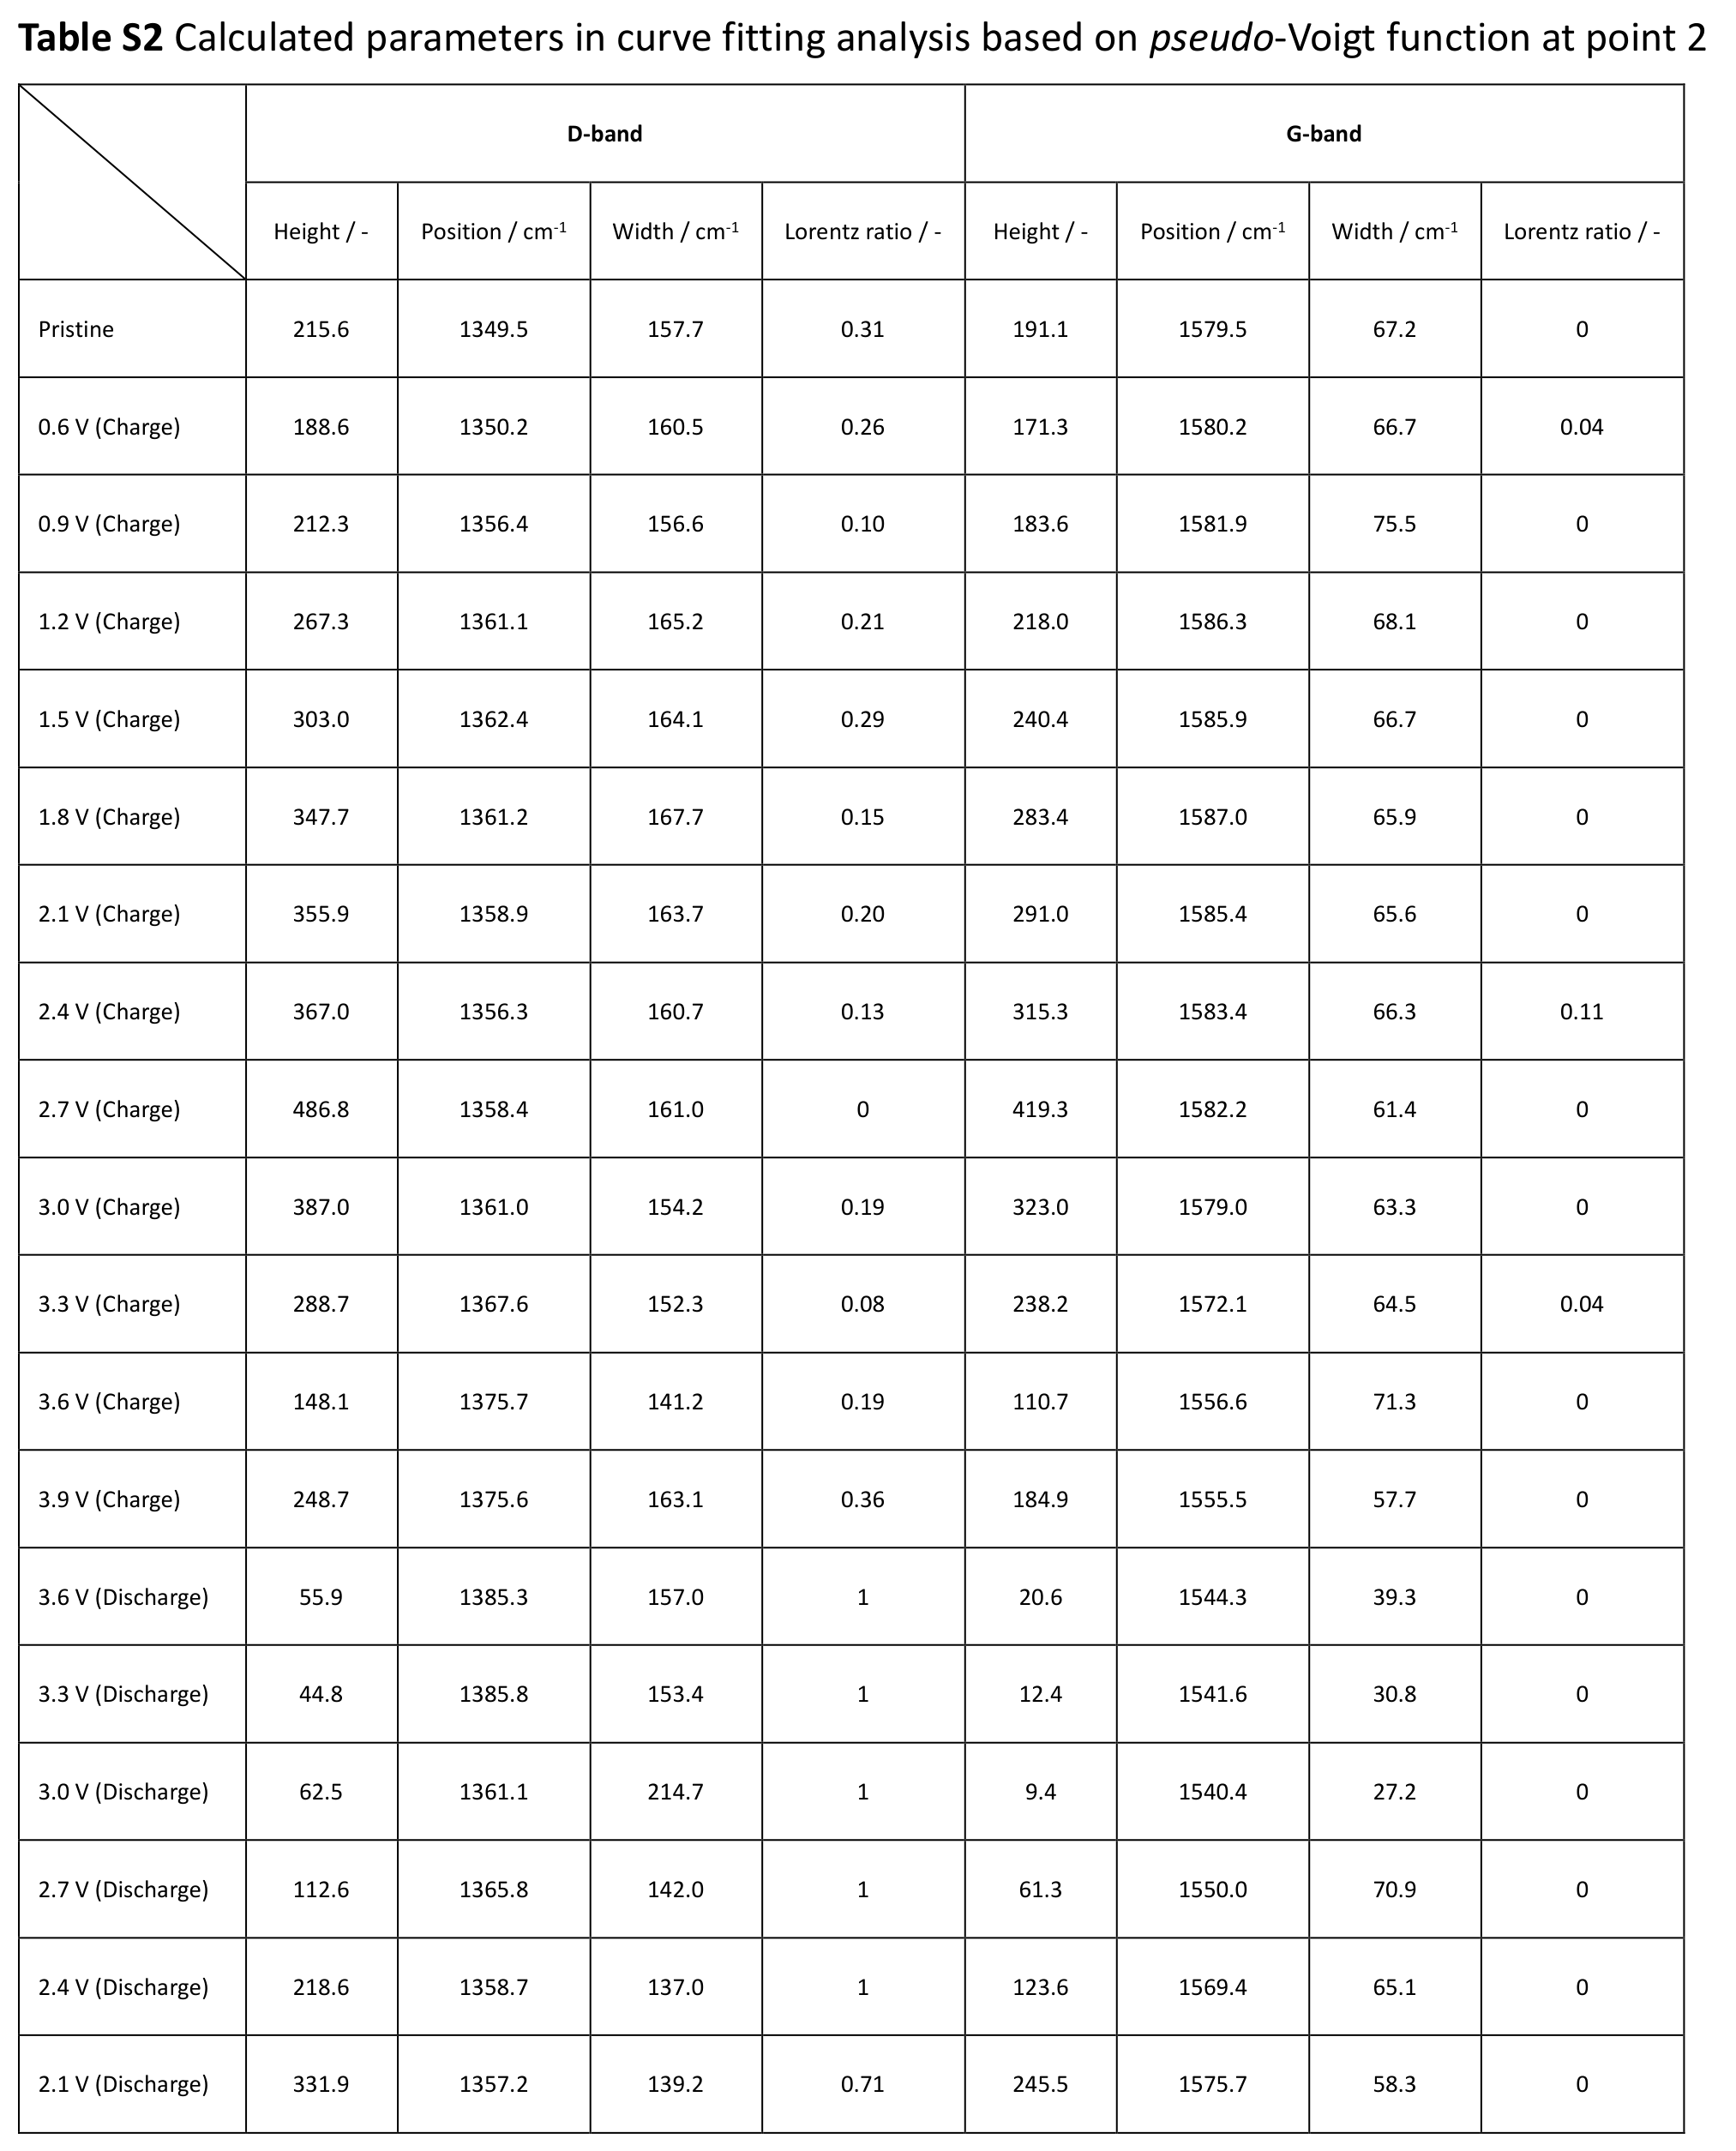 Table S2 Calculated parameters in curve fitting analysis based on pseudo-Voigt function at point 2
D-band G-band
Height / - Position / cm-1 Width / cm-1 Lorentz ratio / - Height / - Position / cm-1 Width / cm-1 Lorentz ratio / -
Pristine 215.6 1349.5 157.7 0.31 191.1 1579.5 67.2 0
0.6 V (Charge) 188.6 1350.2 160.5 0.26 171.3 1580.2 66.7 0.04
0.9 V (Charge) 212.3 1356.4 156.6 0.10 183.6 1581.9 75.5 0
1.2 V (Charge) 267.3 1361.1 165.2 0.21 218.0 1586.3 68.1 0
1.5 V (Charge) 303.0 1362.4 164.1 0.29 240.4 1585.9 66.7 0
1.8 V (Charge) 347.7 1361.2 167.7 0.15 283.4 1587.0 65.9 0
2.1 V (Charge) 355.9 1358.9 163.7 0.20 291.0 1585.4 65.6 0
2.4 V (Charge) 367.0 1356.3 160.7 0.13 315.3 1583.4 66.3 0.11
2.7 V (Charge) 486.8 1358.4 161.0 0 419.3 1582.2 61.4 0
3.0 V (Charge) 387.0 1361.0 154.2 0.19 323.0 1579.0 63.3 0
3.3 V (Charge) 288.7 1367.6 152.3 0.08 238.2 1572.1 64.5 0.04
3.6 V (Charge) 148.1 1375.7 141.2 0.19 110.7 1556.6 71.3 0
3.9 V (Charge) 248.7 1375.6 163.1 0.36 184.9 1555.5 57.7 0
3.6 V (Discharge) 55.9 1385.3 157.0 1 20.6 1544.3 39.3 0
3.3 V (Discharge) 44.8 1385.8 153.4 1 12.4 1541.6 30.8 0
3.0 V (Discharge) 62.5 1361.1 214.7 1 9.4 1540.4 27.2 0
2.7 V (Discharge) 112.6 1365.8 142.0 1 61.3 1550.0 70.9 0
2.4 V (Discharge) 218.6 1358.7 137.0 1 123.6 1569.4 65.1 0
2.1 V (Discharge) 331.9 1357.2 139.2 0.71 245.5 1575.7 58.3 0